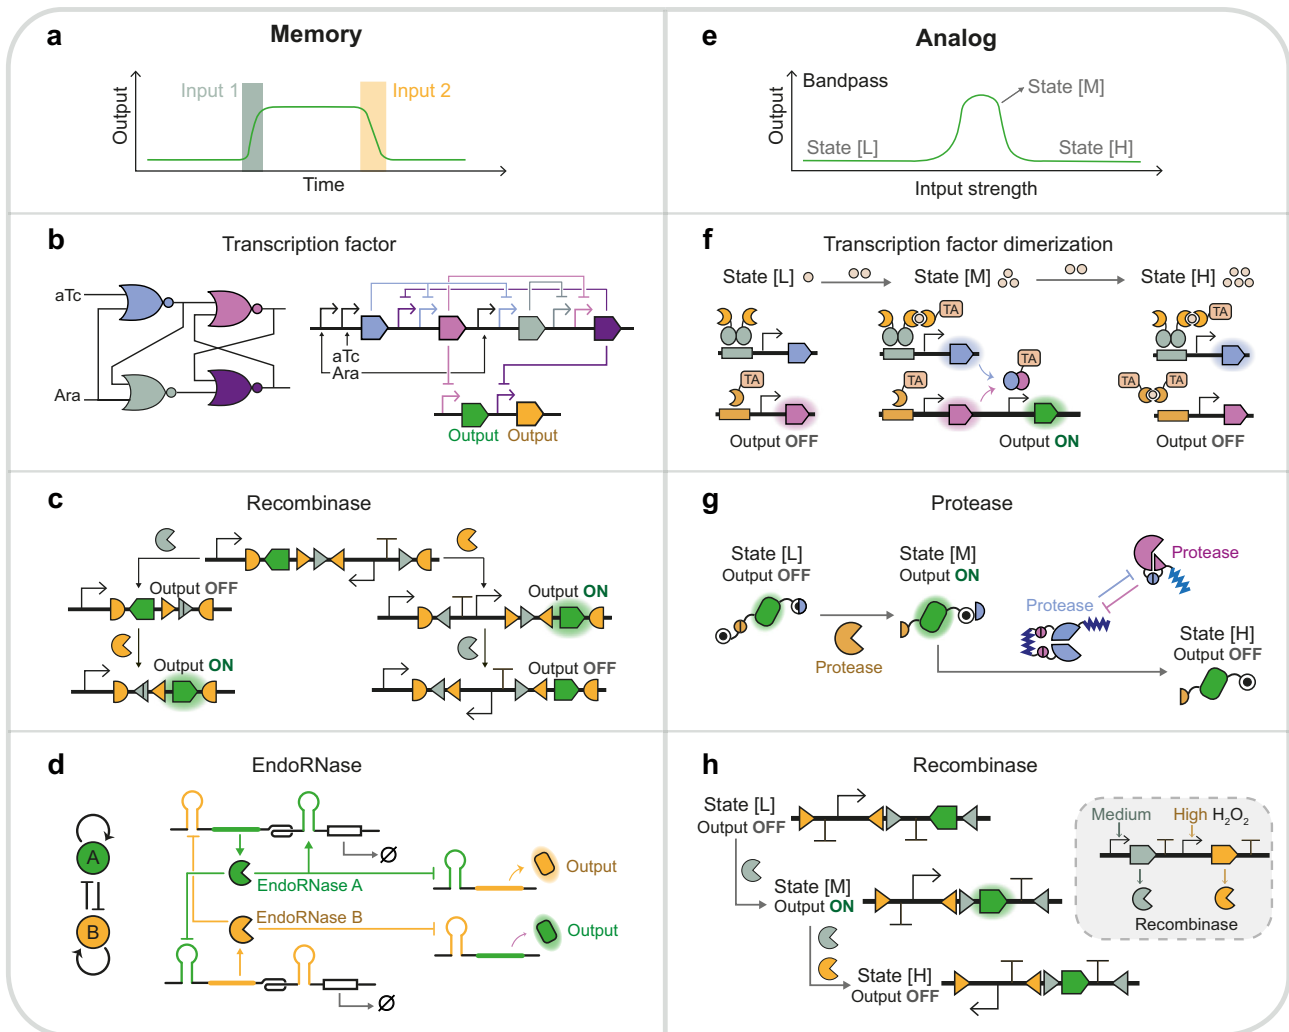 a
Memory
Output
Input 1
Input 2
Time
b
Transcription factor
aTc
Ara
aTc
Ara
Output
Output
c
Recombinase
Output OFF
Output ON
Output ON
Output OFF
d
EndoRNase
A
B
EndoRNase A
EndoRNase B
Output
Output
Ø
Ø
e
Analog
Output
Bandpass
State [M]
State [L]
State [H]
Intput strength
f
Transcription factor dimerization
State [L]
State [M]
State [H]
TA
TA
TA
TA
TA
TA
TA
Output OFF
Output ON
Output OFF
g
Protease
State [L]
Output OFF
State [M]
Output ON
Protease
Protease
Protease
State [H]
Output OFF
h
Recombinase
State [L]
Output OFF
State [M]
Output ON
State [H]
Output OFF
Medium
High H₂O₂
Recombinase